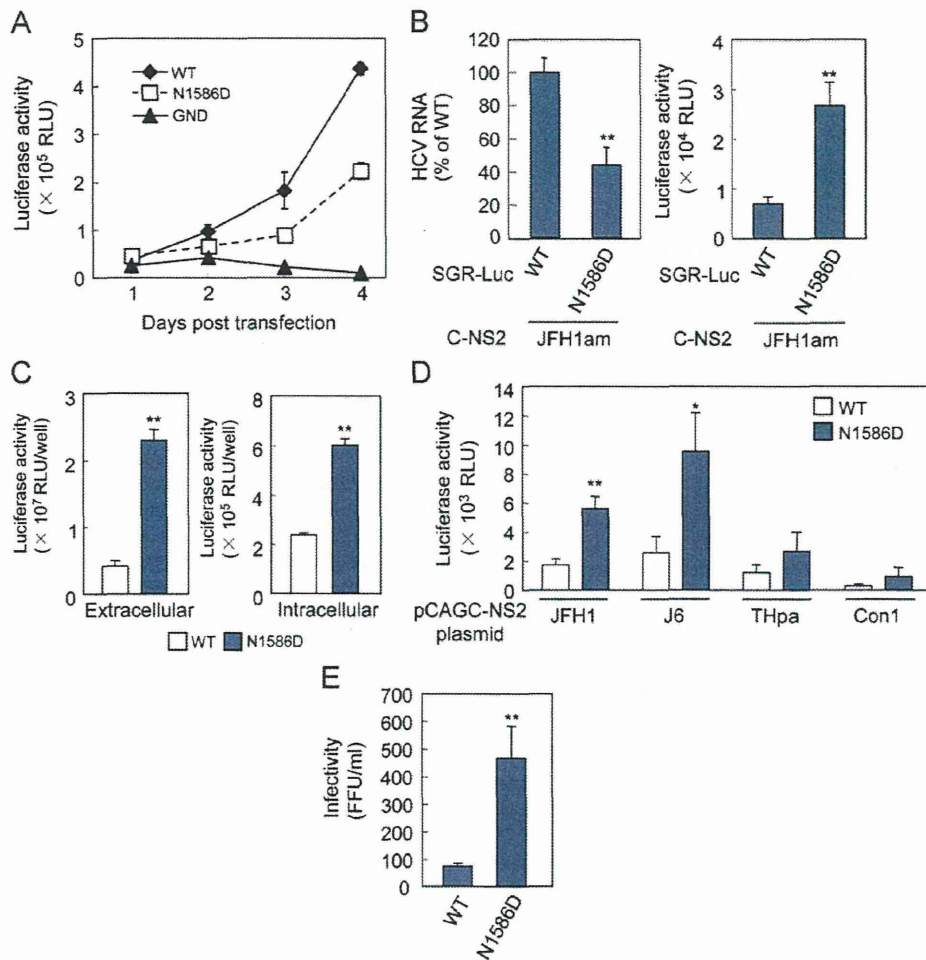 A
Luciferase activity
(× 10⁵ RLU)
5
4
3
2
1
0
WT
N1586D
GND
1 2 3 4
Days post transfection
B
HCV RNA
(% of WT)
120
100
80
60
40
20
0
**
SGR-Luc WT N1586D
C-NS2 JFH1am
Luciferase activity
(× 10⁴ RLU)
4
3
2
1
0
**
SGR-Luc WT N1586D
C-NS2 JFH1am
C
Luciferase activity
(× 10⁷ RLU/well)
3
2
1
0
**
Extracellular
Luciferase activity
(× 10⁵ RLU/well)
8
6
4
2
0
**
Intracellular
WT N1586D
D
Luciferase activity
(× 10³ RLU)
14
12
10
8
6
4
2
0
WT
N1586D
**
*
pCAGC-NS2
plasmid
JFH1 J6 THpa Con1
E
Infectivity
(FFU/ml)
700
600
500
400
300
200
100
0
**
WT N1586D